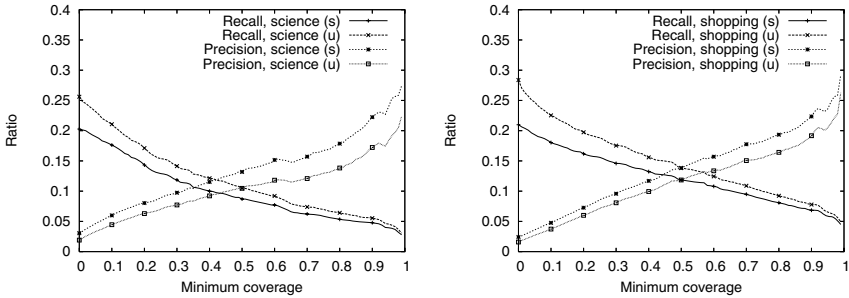 0.4
0.35
0.3
0.25
0.2
0.15
0.1
0.05
0
Ratio
Recall, science (s)
Recall, science (u)
Precision, science (s)
Precision, science (u)
0 0.1 0.2 0.3 0.4 0.5 0.6 0.7 0.8 0.9 1
Minimum coverage
0.4
0.35
0.3
0.25
0.2
0.15
0.1
0.05
0
Ratio
Recall, shopping (s)
Recall, shopping (u)
Precision, shopping (s)
Precision, shopping (u)
0 0.1 0.2 0.3 0.4 0.5 0.6 0.7 0.8 0.9 1
Minimum coverage